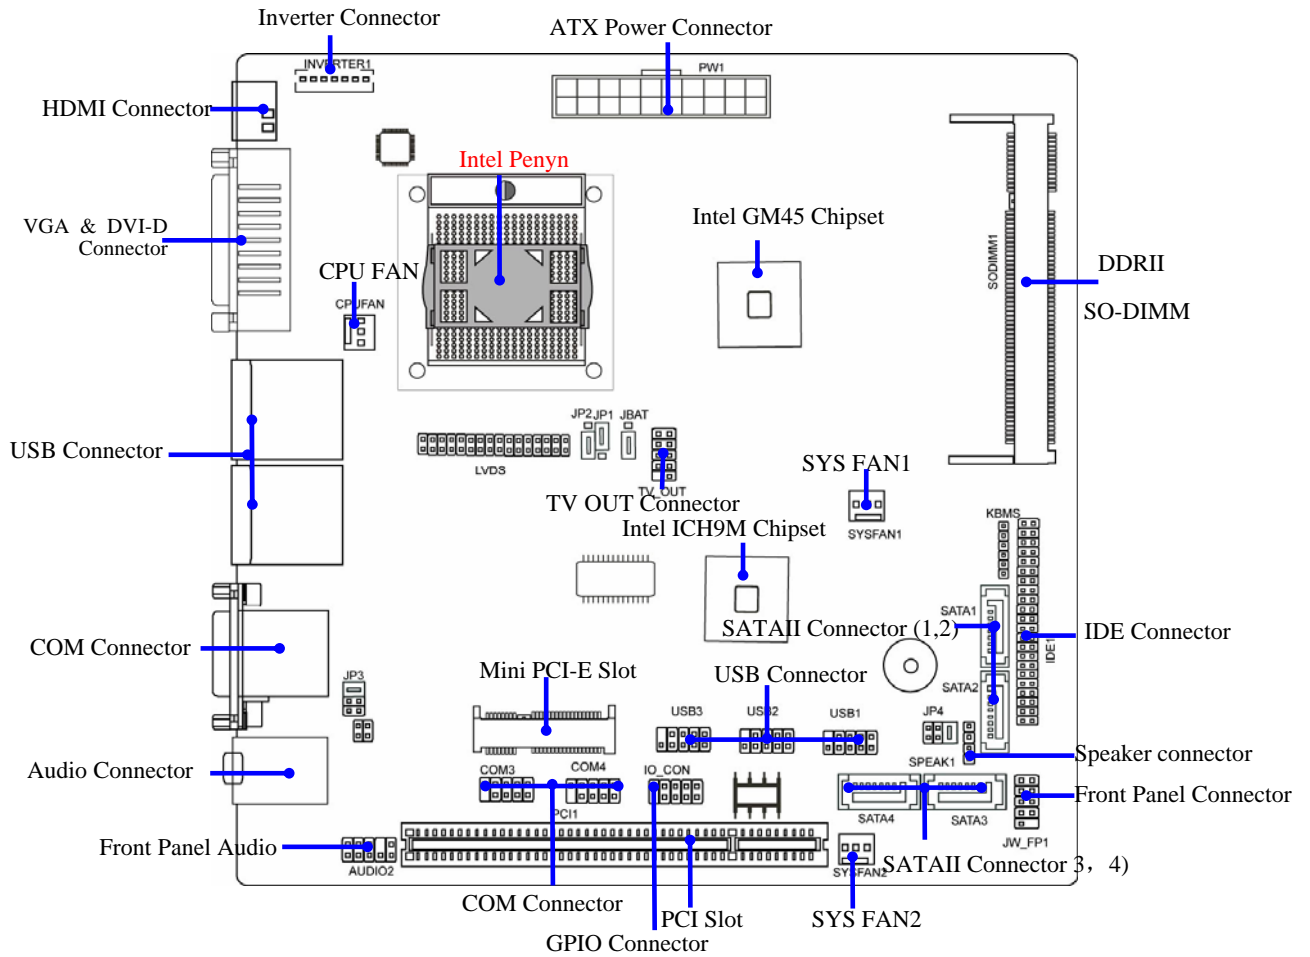 Inverter Connector
ATX Power Connector
INVERTER1
PW1
HDMI Connector
Intel Penyn
Intel GM45 Chipset
VGA & DVI-D
Connector
CPU FAN
CPUFAN
SODIMM1
DDRII
SO-DIMM
JP2
JP1
JBAT
USB Connector
LVDS
SYS FAN1
TV_OUT
TV OUT Connector
KBMS
Intel ICH9M Chipset
SYSFAN1
SATA1
SATAII Connector (1,2)
IDE Connector
IDE1
COM Connector
Mini PCI-E Slot
USB Connector
JP3
SATA2
USB3
USB2
USB1
JP4
Speaker connector
SPEAK1
Audio Connector
COM3
COM4
IO_CON
Front Panel Connector
PCI1
SATA4
SATA3
JW_FP1
Front Panel Audio
AUDIO2
SYSFAN2
SATAII Connector 3，4)
COM Connector
PCI Slot
SYS FAN2
GPIO Connector